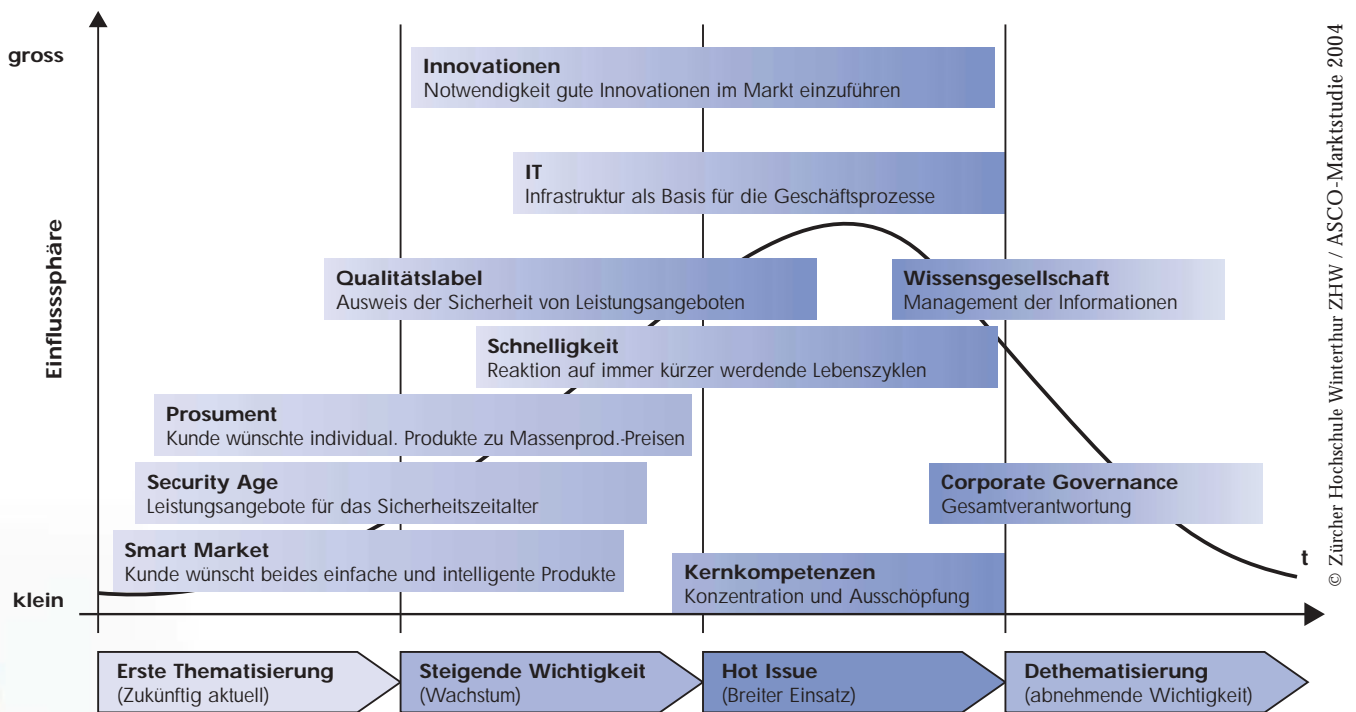 gross
Innovationen
Notwendigkeit gute Innovationen im Markt einzuführen
IT
Infrastruktur als Basis für die Geschäftsprozesse
Qualitätslabel
Ausweis der Sicherheit von Leistungsangeboten
Wissensgesellschaft
Management der Informationen
Schnelligkeit
Reaktion auf immer kürzer werdende Lebenszyklen
Prosument
Kunde wünschte individual. Produkte zu Massenprod.-Preisen
Security Age
Leistungsangebote für das Sicherheitszeitalter
Corporate Governance
Gesamtverantwortung
Smart Market
Kunde wünscht beides einfache und intelligente Produkte
Kernkompetenzen
Konzentration und Ausschöpfung
Einflusssphäre
klein
t
Erste Thematisierung
(Zukünftig aktuell)
Steigende Wichtigkeit
(Wachstum)
Hot Issue
(Breiter Einsatz)
Dethematisierung
(abnehmende Wichtigkeit)
© Zürcher Hochschule Winterthur ZHW / ASCO-Marktstudie 2004